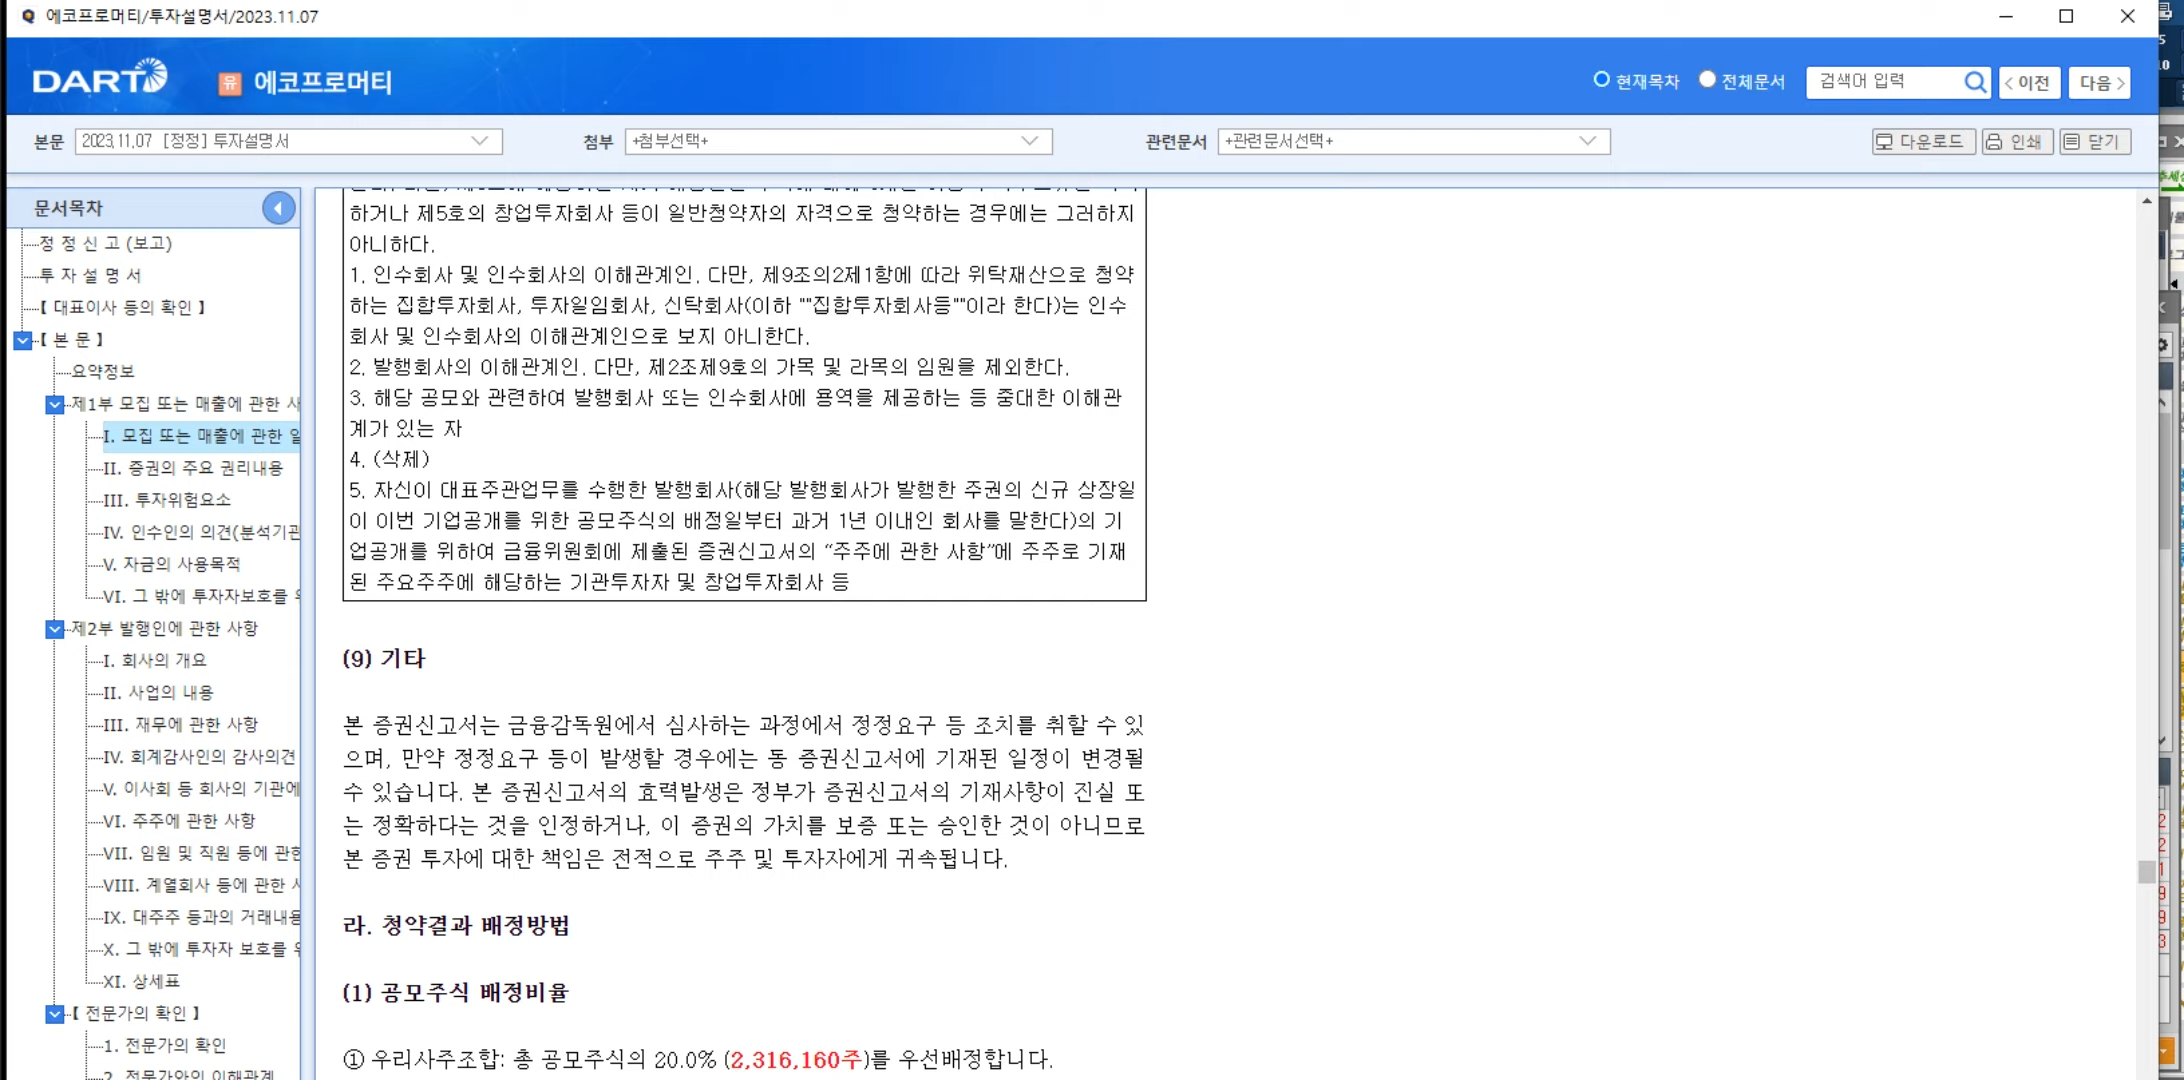 에코프로머티/투자설명서/2023.11.07
DART 유 에코프로머티
현재목차 전체문서 검색어 입력 이전 다음
본문 2023.11.07 [정정] 투자설명서 첨부 +첨부선택+ 관련문서 +관련문서선택+ 다운로드 인쇄 닫기
문서목차
정 정 신 고 (보고)
투 자 설 명 서
【 대표이사 등의 확인 】
【 본 문 】
요약정보
제1부 모집 또는 매출에 관한
I. 모집 또는 매출에 관한
II. 증권의 주요 권리내용
III. 투자위험요소
IV. 인수인의 의견(분석기관
V. 자금의 사용목적
VI. 그 밖에 투자자보호를
제2부 발행인에 관한 사항
I. 회사의 개요
II. 사업의 내용
III. 재무에 관한 사항
IV. 회계감사인의 감사의견
V. 이사회 등 회사의 기관에
VI. 주주에 관한 사항
VII. 임원 및 직원 등에 관한
VIII. 계열회사 등에 관한
IX. 대주주 등과의 거래내용
X. 그 밖에 투자자 보호를
XI. 상세표
【 전문가의 확인 】
1. 전문가의 확인
2. 전문가와의 이해관계
하거나 제5호의 창업투자회사 등이 일반청약자의 자격으로 청약하는 경우에는 그러하지
아니하다.
1. 인수회사 및 인수회사의 이해관계인. 다만, 제9조의2제1항에 따라 위탁재산으로 청약
하는 집합투자회사, 투자일임회사, 신탁회사(이하 ""집합투자회사등""이라 한다)는 인수
회사 및 인수회사의 이해관계인으로 보지 아니한다.
2. 발행회사의 이해관계인. 다만, 제2조제9호의 가목 및 라목의 임원을 제외한다.
3. 해당 공모와 관련하여 발행회사 또는 인수회사에 용역을 제공하는 등 중대한 이해관
계가 있는 자
4. (삭제)
5. 자신이 대표주관업무를 수행한 발행회사(해당 발행회사가 발행한 주권의 신규 상장일
이 이번 기업공개를 위한 공모주식의 배정일부터 과거 1년 이내인 회사를 말한다)의 기
업공개를 위하여 금융위원회에 제출된 증권신고서의 “주주에 관한 사항”에 주주로 기재
된 주요주주에 해당하는 기관투자자 및 창업투자회사 등
(9) 기타
본 증권신고서는 금융감독원에서 심사하는 과정에서 정정요구 등 조치를 취할 수 있
으며, 만약 정정요구 등이 발생할 경우에는 동 증권신고서에 기재된 일정이 변경될
수 있습니다. 본 증권신고서의 효력발생은 정부가 증권신고서의 기재사항이 진실 또
는 정확하다는 것을 인정하거나, 이 증권의 가치를 보증 또는 승인한 것이 아니므로
본 증권 투자에 대한 책임은 전적으로 주주 및 투자자에게 귀속됩니다.
라. 청약결과 배정방법
(1) 공모주식 배정비율
① 우리사주조합: 총 공모주식의 20.0% (2,316,160주)를 우선배정합니다.